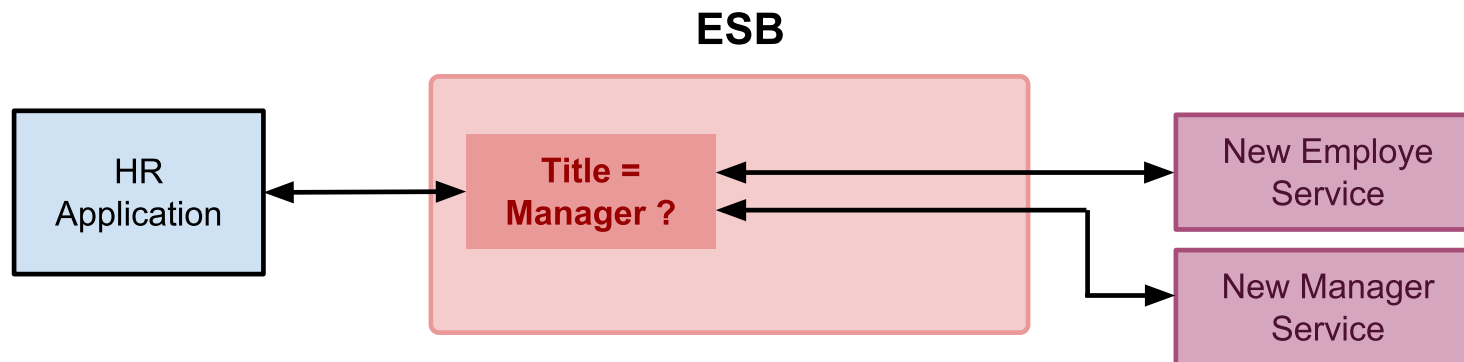 ESB
HR
Application
Title =
Manager ?
New Employe
Service
New Manager
Service